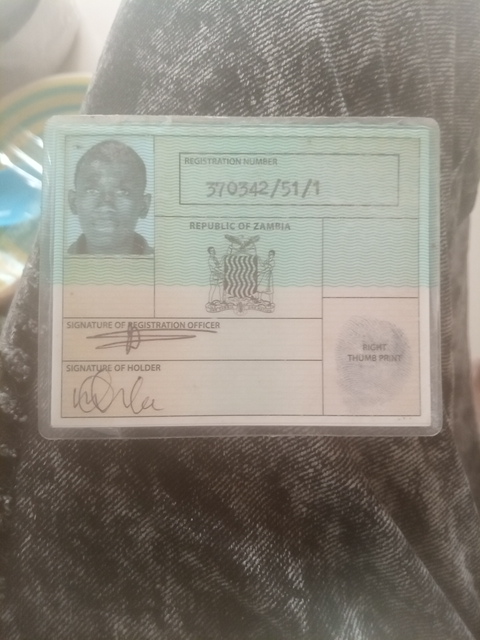 REGISTRATION NUMBER
370342/51/1
REPUBLIC OF ZAMBIA
SIGNATURE OF REGISTRATION OFFICER
SIGNATURE OF HOLDER
RIGHT
THUMB PRINT